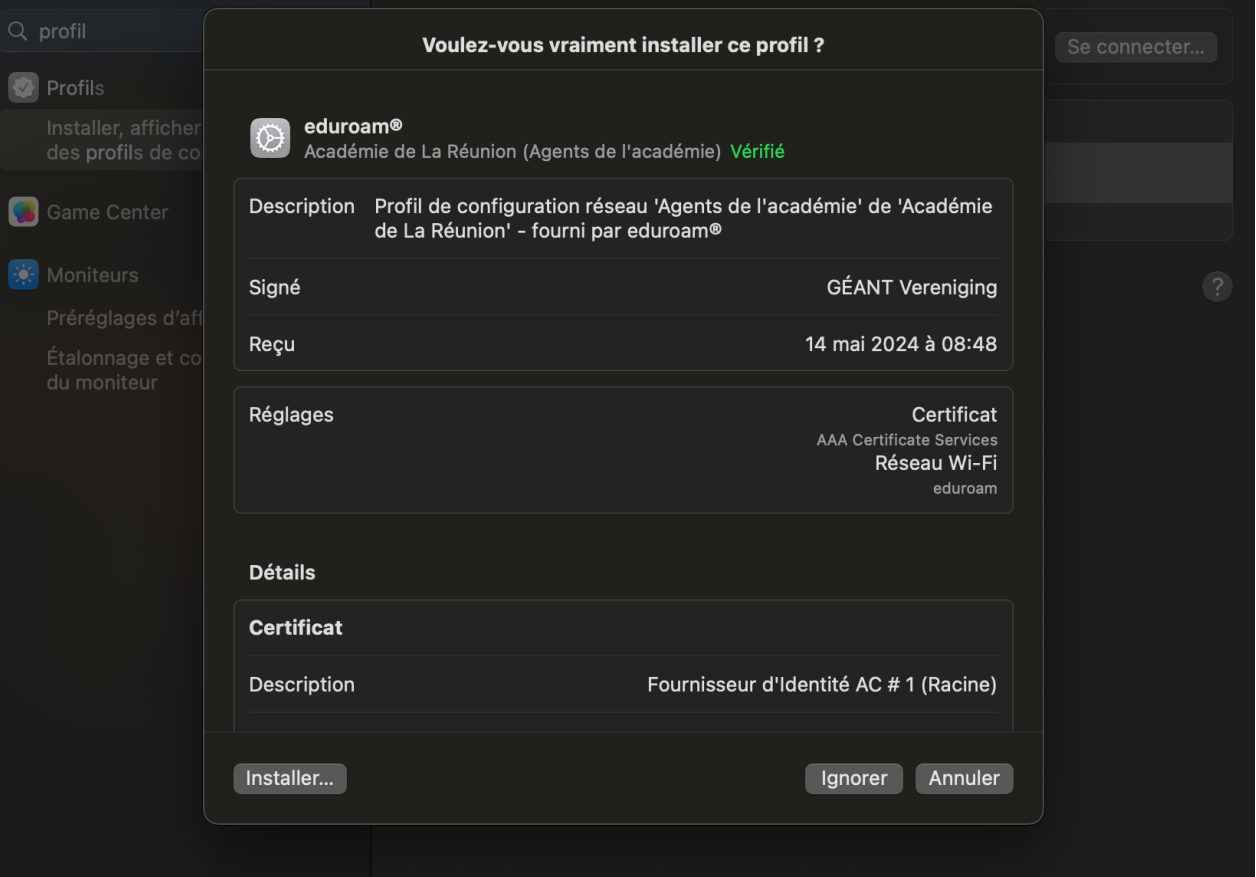 profil
Voulez-vous vraiment installer ce profil ?
Se connecter...
Profils
Installer, afficher
des profils de co
Game Center
Moniteurs
Préréglages d'aff
Étalonnage et co
du moniteur
eduroam®
Académie de La Réunion (Agents de l'académie) Vérifié
Description Profil de configuration réseau 'Agents de l'académie' de 'Académie
de La Réunion' - fourni par eduroam®
Signé GÉANT Vereniging
Reçu 14 mai 2024 à 08:48
Réglages Certificat
AAA Certificate Services
Réseau Wi-Fi
eduroam
Détails
Certificat
Description Fournisseur d'Identité AC # 1 (Racine)
Installer... Ignorer Annuler
?